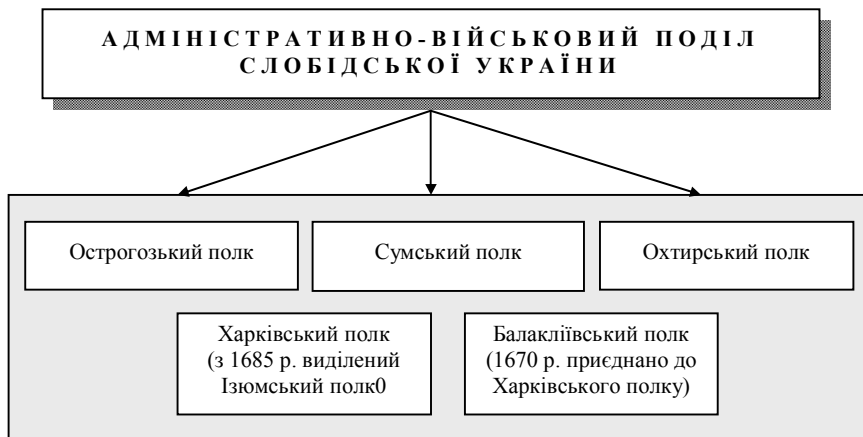 АДМІНІСТРАТИВНО-ВІЙСЬКОВИЙ ПОДІЛ
СЛОБІДСЬКОЇ УКРАЇНИ
Острогозький полк
Сумський полк
Охтирський полк
Харківський полк
(з 1685 р. виділений
Ізюмський полк0
Балакліївський полк
(1670 р. приєднано до
Харківського полку)